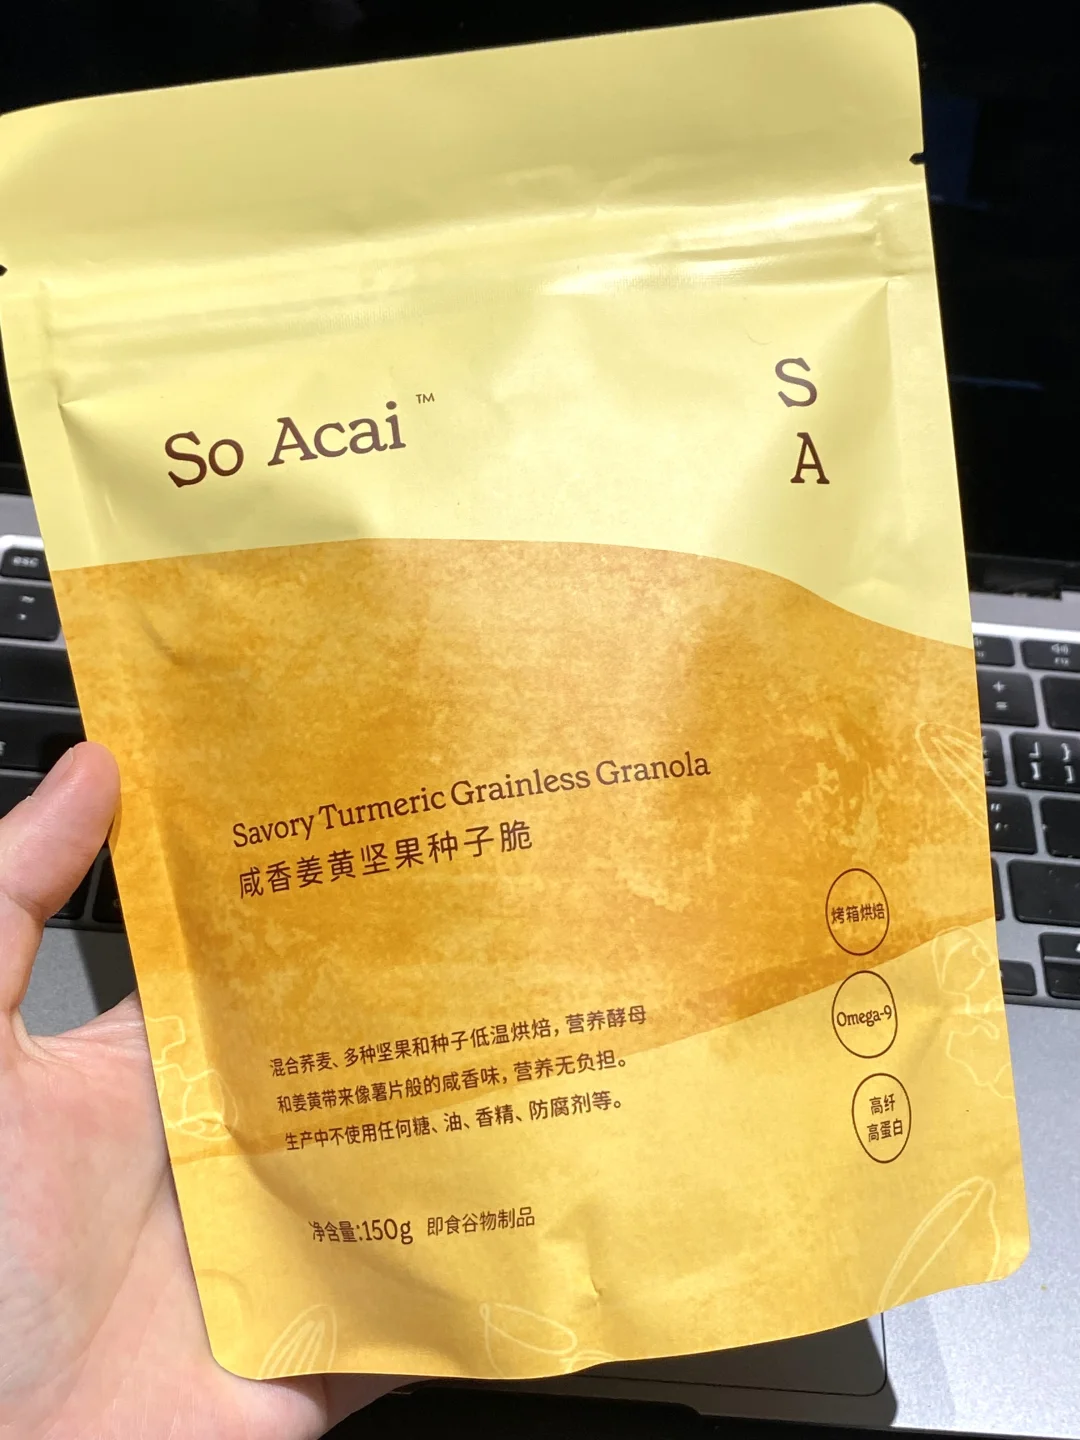 So Acai™
S
A
Savory Turmeric Grainless Granola
咸香姜黄坚果种子脆
烤箱烘焙
Omega-9
高纤
高蛋白
混合荞麦、多种坚果和种子低温烘焙，营养酵母
和姜黄带来像薯片般的咸香味，营养无负担。
生产中不使用任何糖、油、香精、防腐剂等。
净含量:150g 即食谷物制品
esc